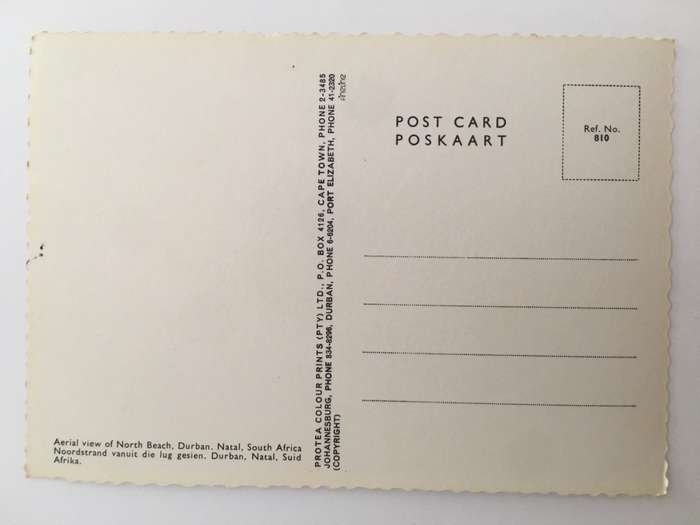 POST CARD
POSKAART
Ref. No.
810
PROTEA COLOUR PRINTS (PTY) LTD., P.O. BOX 4126, CAPE TOWN, PHONE 2-3485
JOHANNESBURG, PHONE 834-8296, DURBAN, PHONE 6-6204, PORT ELIZABETH, PHONE 41-2320
(COPYRIGHT)
Aerial view of North Beach, Durban. Natal, South Africa
Noordstrand vanuit die lug gesien. Durban, Natal, Suid
Afrika.